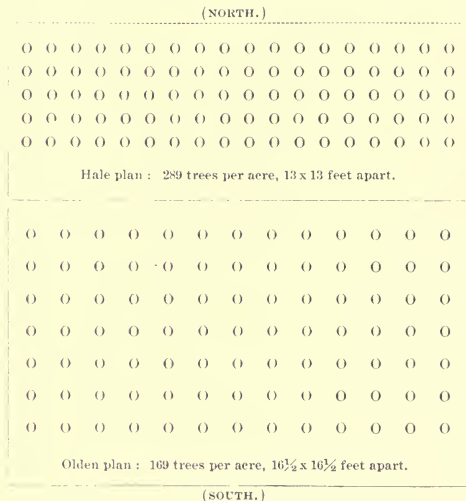 (NORTH.)
Hale plan : 289 trees per acre, 13 x 13 feet apart.
Olden plan : 169 trees per acre, 16½ x 16½ feet apart.
(SOUTH.)